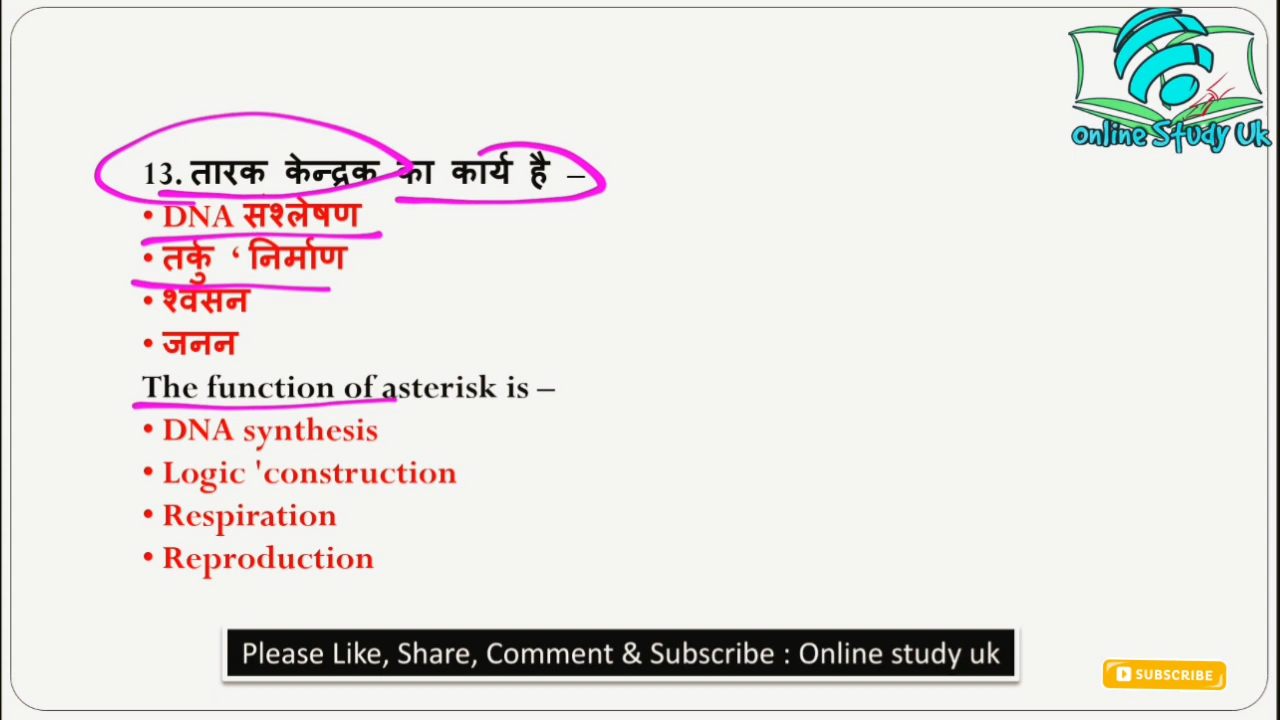 Online Study Uk
13. तारक केन्द्रक का कार्य है –
• DNA सश्लेषण
• तर्कु ‘ निर्माण
• श्वसन
• जनन
The function of asterisk is –
• DNA synthesis
• Logic 'construction
• Respiration
• Reproduction
Please Like, Share, Comment & Subscribe : Online study uk
SUBSCRIBE